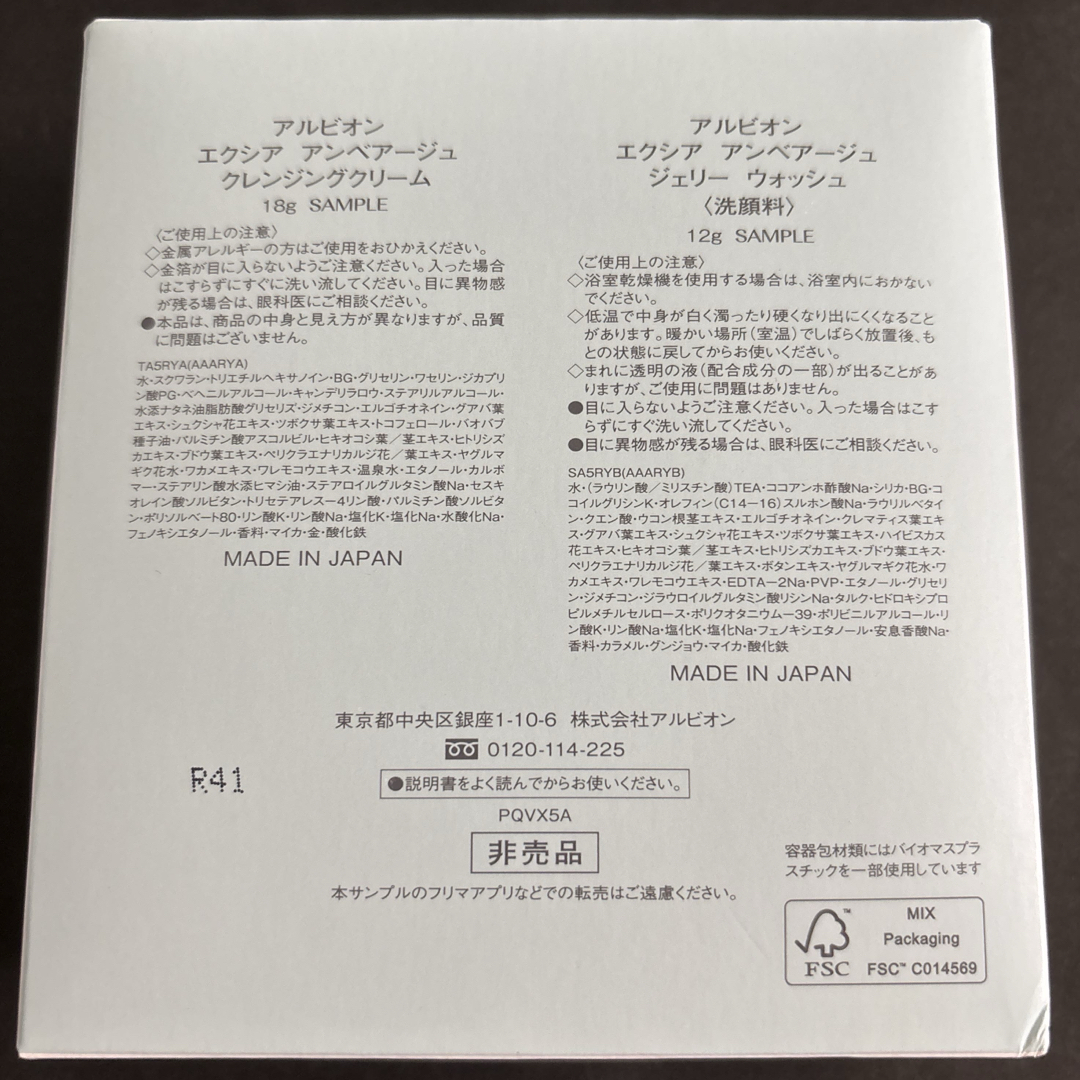 アルビオン
エクシア アンベアージュ
クレンジングクリーム
18g SAMPLE
〈ご使用上の注意〉
◇金属アレルギーの方はご使用をおひかえください。
◇金箔が目に入らないようご注意ください。入った場合
はこすらずにすぐに洗い流してください。目に異物感
が残る場合は、眼科医にご相談ください。
●本品は、商品の中身と見え方が異なりますが、品質
に問題はございません。
TA5RYA(AAARYA)
水・スクワラン・トリエチルヘキサノイン・BG・グリセリン・ワセリン・ジカプリ
ン酸PG・ベヘニルアルコール・キャンデリラロウ・ステアリルアルコール・
水添ナタネ油脂肪酸グリセリズ・ジメチコン・エルゴチオネイン・グアバ葉
エキス・シュクシャ花エキス・ツボクサ葉エキス・トコフェロール・バオバブ
種子油・パルミチン酸アスコルビル・ヒキオコシ葉／茎エキス・ヒトリシズ
カエキス・ブドウ葉エキス・ペリクラエナリカルジ花／葉エキス・ヤグルマ
ギク花水・ワカメエキス・ワレモコウエキス・温泉水・エタノール・カルボ
マー・ステアリン酸水添ヒマシ油・ステアロイルグルタミン酸Na・セスキ
オレイン酸ソルビタン・トリセテアレスー4リン酸・パルミチン酸ソルビタ
ン・ポリソルベート80・リン酸K・リン酸Na・塩化K・塩化Na・水酸化Na・
フェノキシエタノール・香料・マイカ・金・酸化鉄
MADE IN JAPAN
アルビオン
エクシア アンベアージュ
ジェリー ウォッシュ
〈洗顔料〉
12g SAMPLE
〈ご使用上の注意〉
◇浴室乾燥機を使用する場合は、浴室内におかない
でください。
◇低温で中身が白く濁ったり硬くなり出にくくなること
があります。暖かい場所(室温)でしばらく放置後、も
との状態に戻してからお使いください。
◇まれに透明の液(配合成分の一部)が出ることがあ
りますが、ご使用に問題はありません。
●目に入らないようご注意ください。入った場合はこす
らずにすぐに洗い流してください。
●目に異物感が残る場合は、眼科医にご相談ください。
SA5RYB(AAARYB)
水・(ラウリン酸／ミリスチン酸)TEA・ココアンホ酢酸Na・シリカ・BG・コ
コイルグリシンK・オレフィン(C14－16)スルホン酸Na・ラウリルベタイ
ン・クエン酸・ウコン根茎エキス・エルゴチオネイン・クレマティス葉エキ
ス・グアバ葉エキス・シュクシャ花エキス・ツボクサ葉エキス・ハイビスカス
花エキス・ヒキオコシ葉／茎エキス・ヒトリシズカエキス・ブドウ葉エキス・
ペリクラエナリカルジ花／葉エキス・ボタンエキス・ヤグルマギク花水・ワ
カメエキス・ワレモコウエキス・EDTA－2Na・PVP・エタノール・グリセリ
ン・ジメチコン・ジラウロイルグルタミン酸リシンNa・タルク・ヒドロキシプロ
ピルメチルセルロース・ポリクオタニウムー39・ポリビニルアルコール・リ
ン酸K・リン酸Na・塩化K・塩化Na・フェノキシエタノール・安息香酸Na・
香料・カラメル・グンジョウ・マイカ・酸化鉄
MADE IN JAPAN
東京都中央区銀座1-10-6 株式会社アルビオン
0120-114-225
R41
●説明書をよく読んでからお使いください。
PQVX5A
非売品
本サンプルのフリマアプリなどでの転売はご遠慮ください。
容器包材類にはバイオマスプラ
スチックを一部使用しています
MIX
Packaging
FSC™ C014569
FSC
™